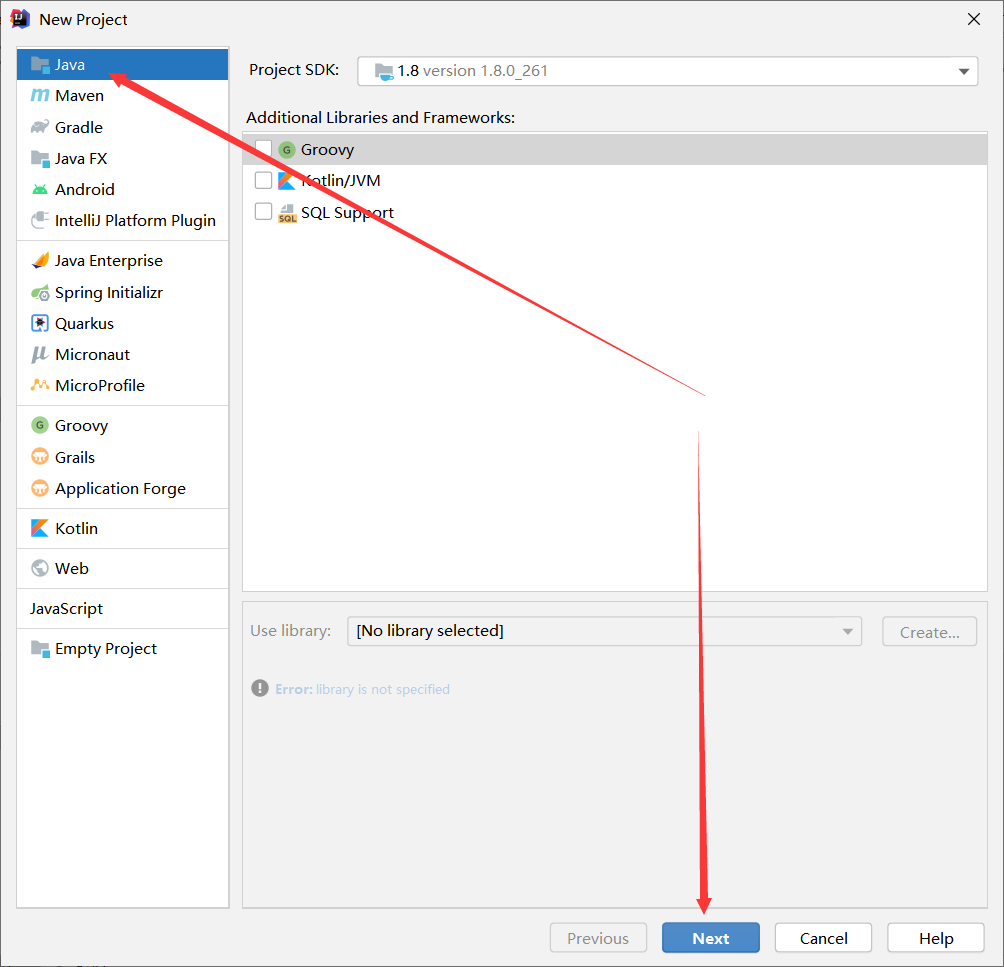 New Project
Java
Maven
Gradle
Java FX
Android
IntelliJ Platform Plugin
Java Enterprise
Spring Initializr
Quarkus
Micronaut
MicroProfile
Groovy
Grails
Application Forge
Kotlin
Web
JavaScript
Empty Project
Project SDK: 1.8 version 1.8.0_261
Additional Libraries and Frameworks:
Groovy
Kotlin/JVM
SQL Support
Use library: [No library selected] Create...
Error: library is not specified
Previous Next Cancel Help